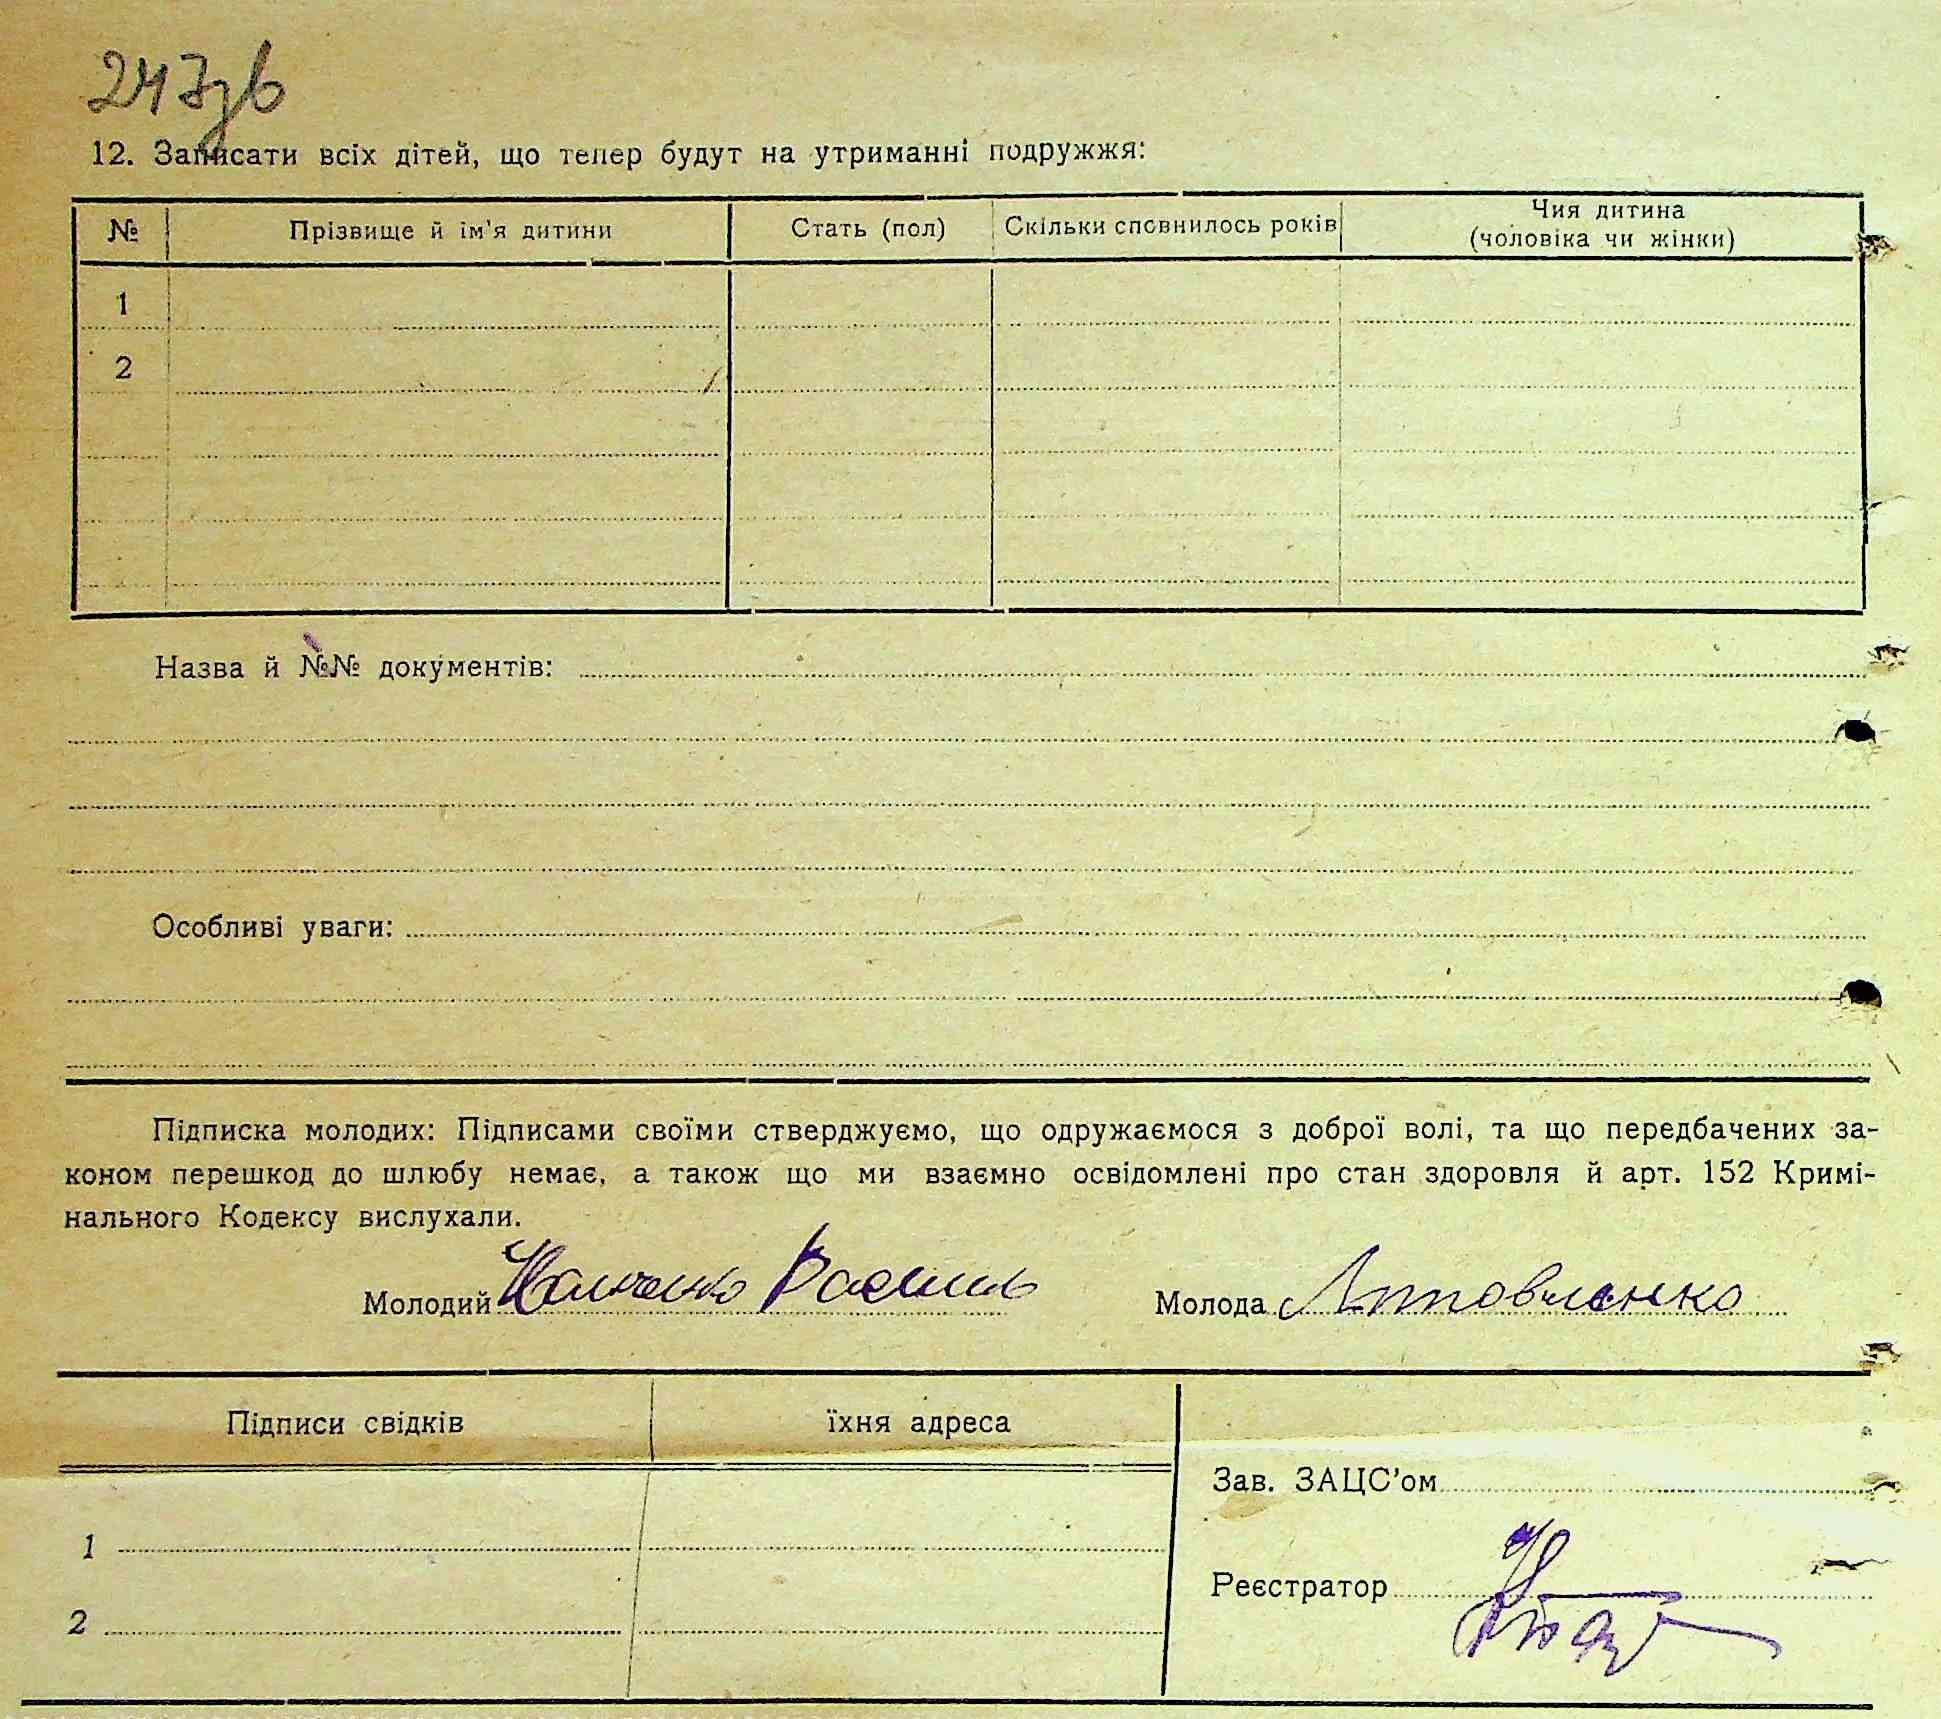 247зв
12. Записати всіх дітей, що тепер будут на утриманні подружжя:
№ Прізвище й ім'я дитини Стать (пол) Скільки сповнилось років Чия дитина
(чоловіка чи жінки)
1
2
Назва й №№ документів:
Особливі уваги:
Підписка молодих: Підписами своїми стверджуємо, що одружаємося з доброї волі, та що передбачених за-
коном перешкод до шлюбу немає, а також що ми взаємно освідомлені про стан здоровля й арт. 152 Кримі-
нального Кодексу вислухали.
Молодий Василь Молода
Підписи свідків їхня адреса
Зав. ЗАЦС'ом
1
Реєстратор
2